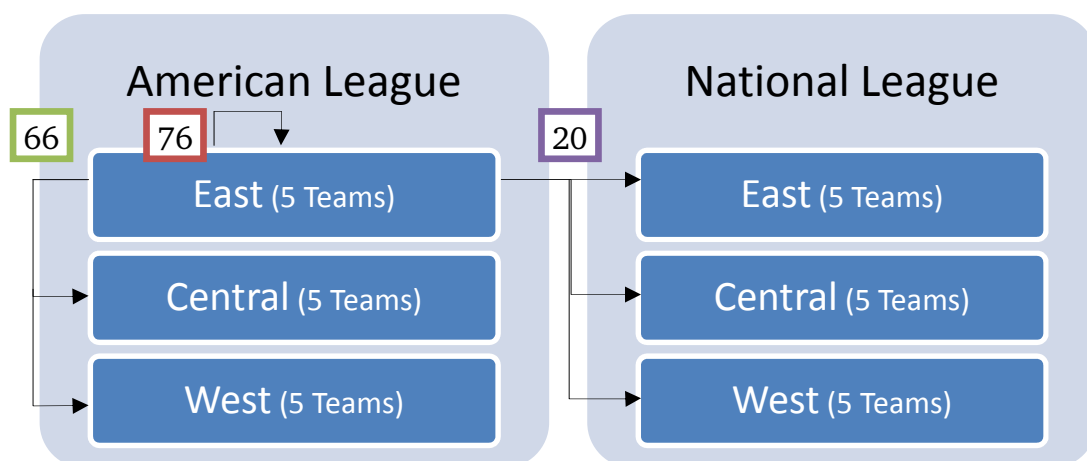 American League
National League
66
76
20
East (5 Teams)
East (5 Teams)
Central (5 Teams)
Central (5 Teams)
West (5 Teams)
West (5 Teams)